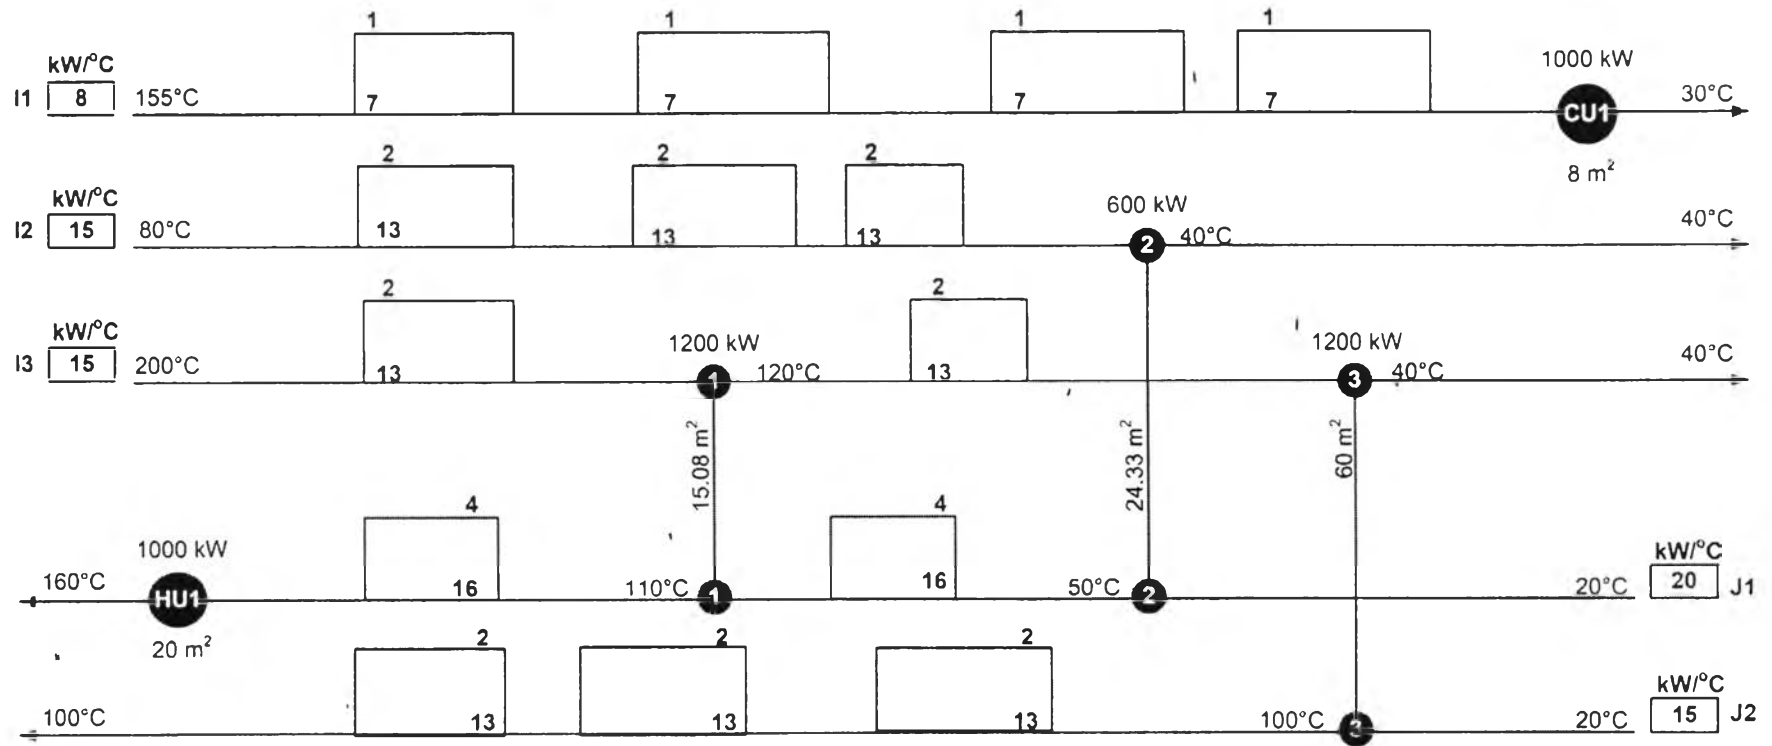 1 1 1 1
kW/°C 1000 kW
I1 8 155°C 7 7 7 7 CU1 30°C
8 m²
2 2 2
kW/°C 600 kW
I2 15 80°C 13 13 13 2 40°C 40°C
2 2
kW/°C 1200 kW 1200 kW
I3 15 200°C 13 1 120°C 13 3 40°C 40°C
15.08 m² 24.33 m² 60 m²
4 4
1000 kW kW/°C
160°C HU1 16 110°C 1 16 50°C 2 20°C 20 J1
20 m²
2 2 2
kW/°C
100°C 13 13 13 100°C 3 20°C 15 J2